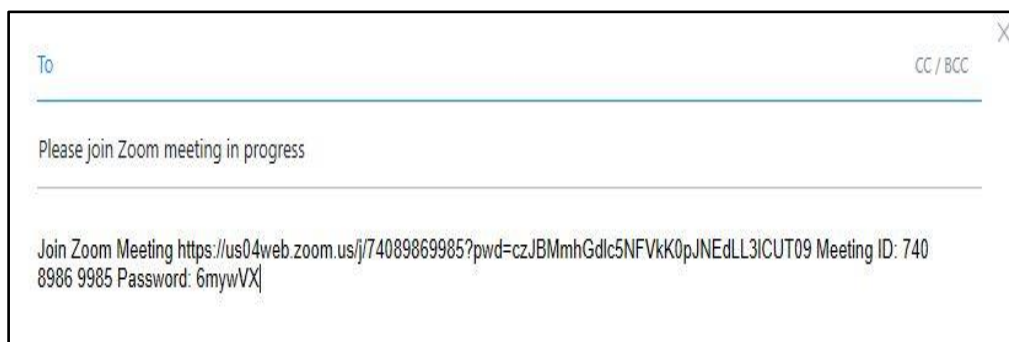 To
CC / BCC
Please join Zoom meeting in progress
Join Zoom Meeting https://us04web.zoom.us/j/74089869985?pwd=czJBMmhGdlc5NFVkK0pJNEdLL3lCUT09 Meeting ID: 740
8986 9985 Password: 6mywVX